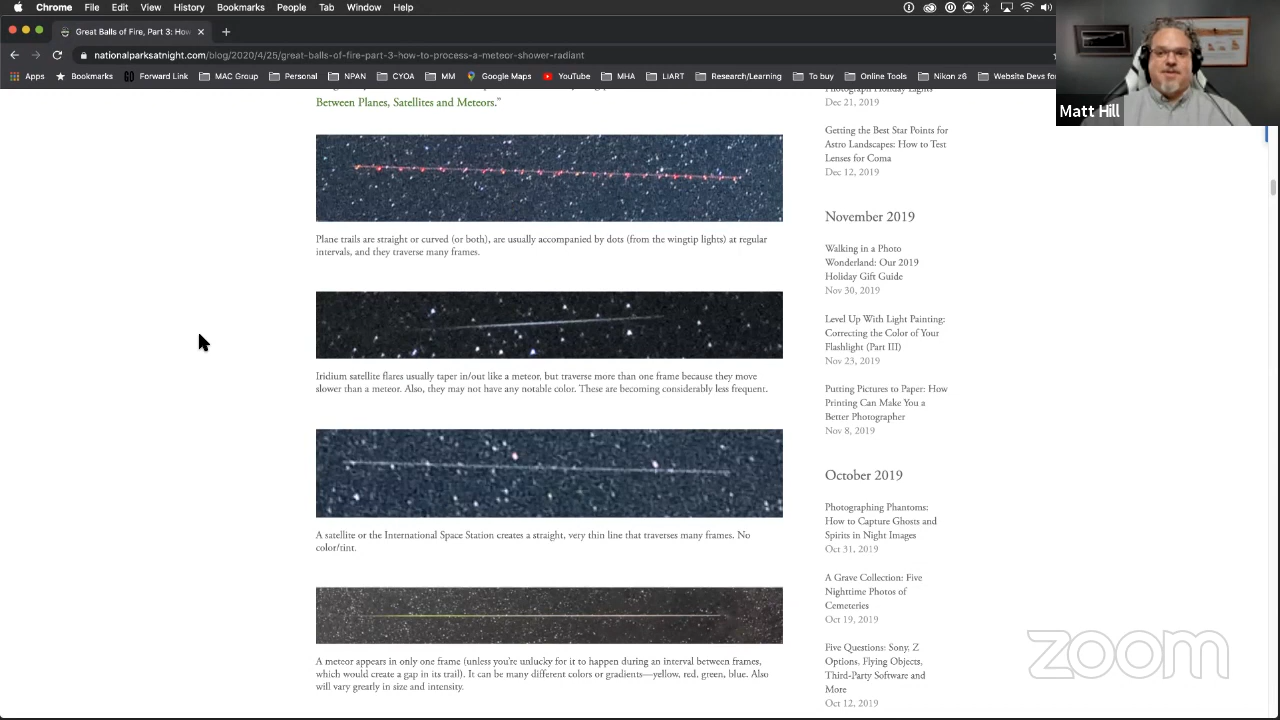 Chrome File Edit View History Bookmarks People Tab Window Help
Great Balls of Fire, Part 3: How
nationalparksatnight.com/blog/2020/4/25/great-balls-of-fire-part-3-how-to-process-a-meteor-shower-radiant
Apps Bookmarks Forward Link MAC Group Personal NPAN CYOA MM Google Maps YouTube MHA LIART Research/Learning To buy Online Tools Nikon z6 Website Devs for
Matt Hill
Between Planes, Satellites and Meteors.”
Plane trails are straight or curved (or both), are usually accompanied by dots (from the wingtip lights) at regular
intervals, and they traverse many frames.
Iridium satellite flares usually taper in/out like a meteor, but traverse more than one frame because they move
slower than a meteor. Also, they may not have any notable color. These are becoming considerably less frequent.
A satellite or the International Space Station creates a straight, very thin line that traverses many frames. No
color/tint.
A meteor appears in only one frame (unless you're unlucky for it to happen during an interval between frames,
which would create a gap in its trail). It can be many different colors or gradients—yellow, red, green, blue. Also
will vary greatly in size and intensity.
Photograph Holiday Lights
Dec 21, 2019
Getting the Best Star Points for
Astro Landscapes: How to Test
Lenses for Coma
Dec 12, 2019
November 2019
Walking in a Photo
Wonderland: Our 2019
Holiday Gift Guide
Nov 30, 2019
Level Up With Light Painting:
Correcting the Color of Your
Flashlight (Part III)
Nov 23, 2019
Putting Pictures to Paper: How
Printing Can Make You a
Better Photographer
Nov 8, 2019
October 2019
Photographing Phantoms:
How to Capture Ghosts and
Spirits in Night Images
Oct 31, 2019
A Grave Collection: Five
Nighttime Photos of
Cemeteries
Oct 19, 2019
Five Questions: Sony, Z
Options, Flying Objects,
Third-Party Software and
More
Oct 12, 2019
zoom